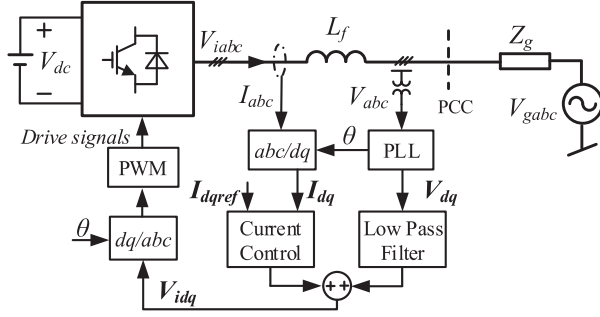 +
V_dc
−
V_iabc
L_f
Z_g
I_abc
V_abc
PCC
V_gabc
Drive signals
PWM
abc/dq
θ
PLL
I_dqref
I_dq
V_dq
θ
dq/abc
Current
Control
Low Pass
Filter
V_idq
+ +